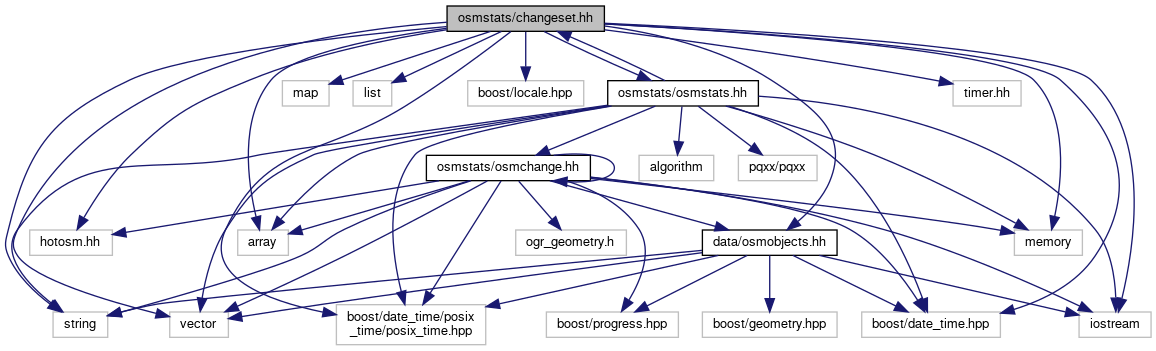 osmstats/changeset.hh
map
list
boost/locale.hpp
osmstats/osmstats.hh
timer.hh
osmstats/osmchange.hh
algorithm
pqxx/pqxx
hotosm.hh
array
ogr_geometry.h
data/osmobjects.hh
memory
string
vector
boost/date_time/posix
_time/posix_time.hpp
boost/progress.hpp
boost/geometry.hpp
boost/date_time.hpp
iostream